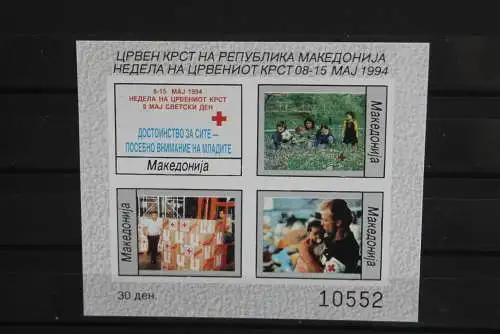 ЦРВЕН КРСТ НА РЕПУБЛИКА МАКЕДОНИЈА
НЕДЕЛА НА ЦРВЕНИОТ КРСТ 08-15 МАЈ 1994
8-15 МАЈ 1994
НЕДЕЛА НА ЦРВЕНИОТ КРСТ
8 МАЈ СВЕТСКИ ДЕН
ДОСТОИНСТВО ЗА СИТЕ –
ПОСЕБНО ВНИМАНИЕ НА МЛАДИТЕ
Македонија
Македонија
Македонија
Македонија
30 ден.
10552